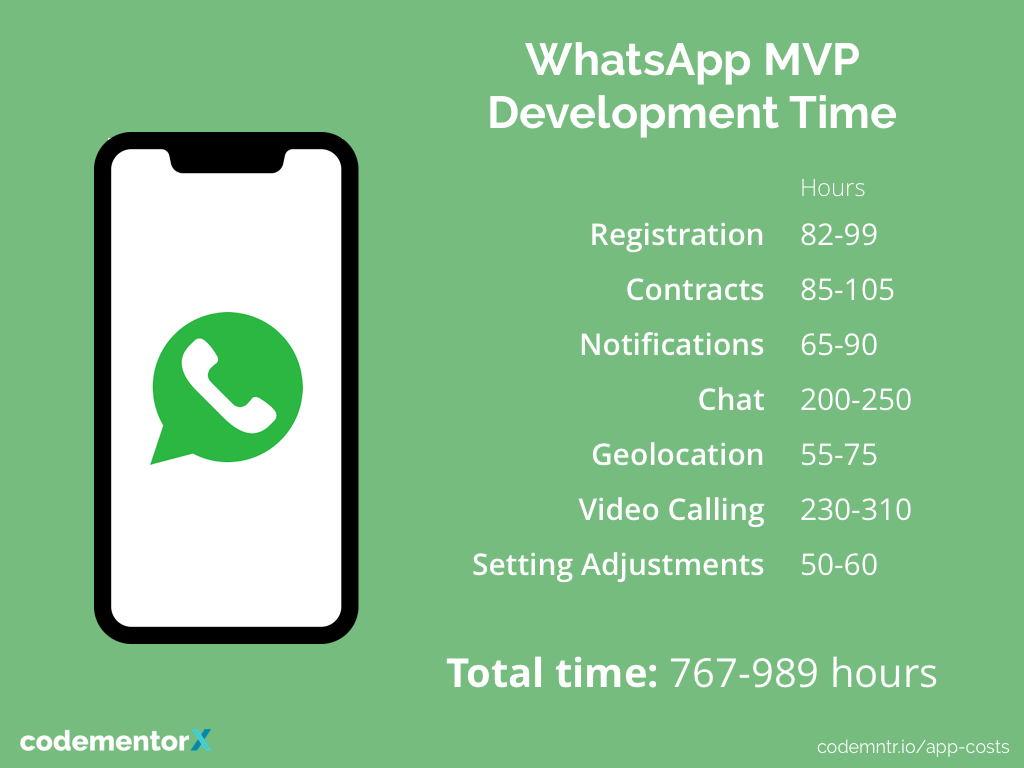 WhatsApp MVP
Development Time
Hours
Registration 82-99
Contracts 85-105
Notifications 65-90
Chat 200-250
Geolocation 55-75
Video Calling 230-310
Setting Adjustments 50-60
Total time: 767-989 hours
codementorX
codemntr.io/app-costs